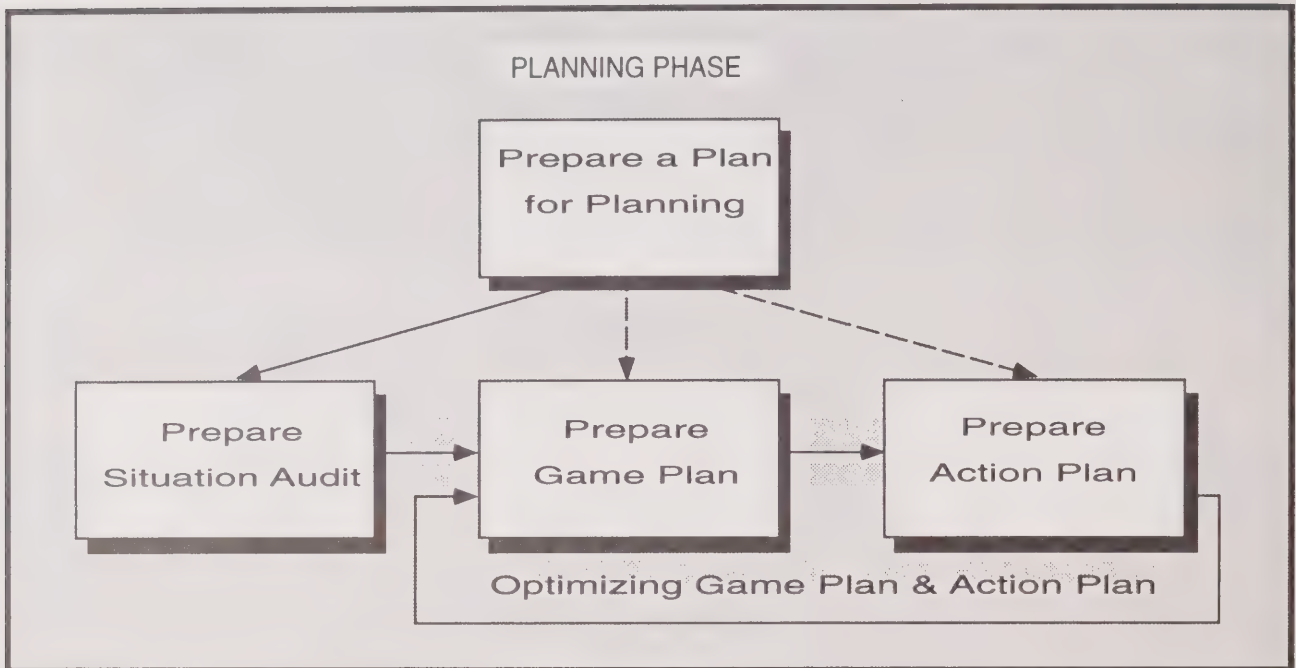 PLANNING PHASE
Prepare a Plan
for Planning
Prepare
Situation Audit
Prepare
Game Plan
Prepare
Action Plan
Optimizing Game Plan & Action Plan